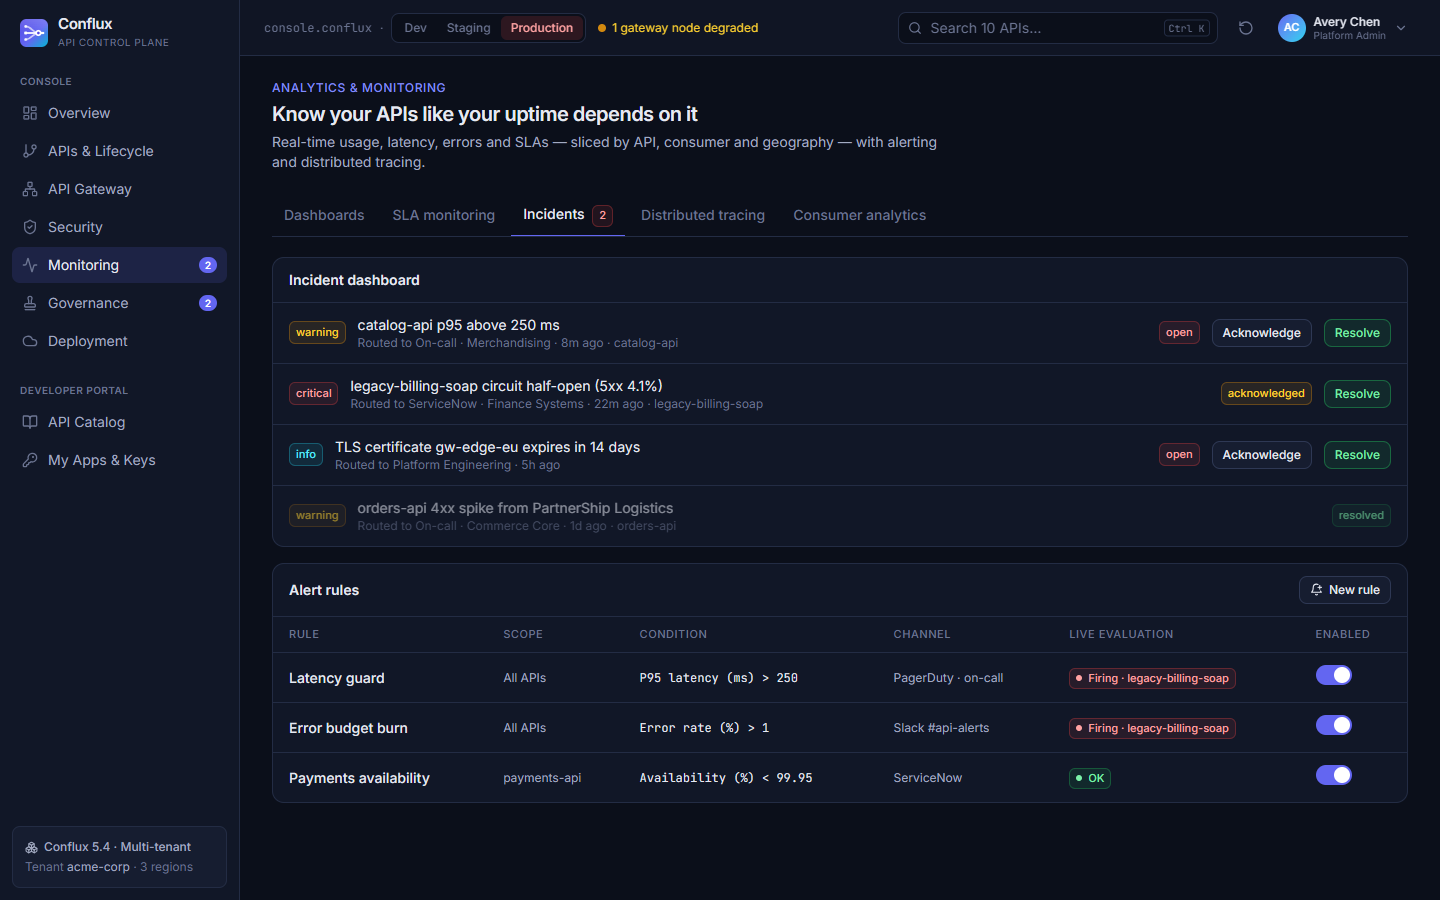 Conflux
API CONTROL PLANE
CONSOLE
Overview
APIs & Lifecycle
API Gateway
Security
Monitoring 2
Governance 2
Deployment
DEVELOPER PORTAL
API Catalog
My Apps & Keys
Conflux 5.4 · Multi-tenant
Tenant acme-corp · 3 regions
console.conflux · Dev Staging Production 1 gateway node degraded
Search 10 APIs... Ctrl K
AC Avery Chen
Platform Admin
ANALYTICS & MONITORING
Know your APIs like your uptime depends on it
Real-time usage, latency, errors and SLAs — sliced by API, consumer and geography — with alerting
and distributed tracing.
Dashboards SLA monitoring Incidents 2 Distributed tracing Consumer analytics
Incident dashboard
warning catalog-api p95 above 250 ms open Acknowledge Resolve
Routed to On-call · Merchandising · 8m ago · catalog-api
critical legacy-billing-soap circuit half-open (5xx 4.1%) acknowledged Resolve
Routed to ServiceNow · Finance Systems · 22m ago · legacy-billing-soap
info TLS certificate gw-edge-eu expires in 14 days open Acknowledge Resolve
Routed to Platform Engineering · 5h ago
warning orders-api 4xx spike from PartnerShip Logistics resolved
Routed to On-call · Commerce Core · 1d ago · orders-api
Alert rules New rule
RULE SCOPE CONDITION CHANNEL LIVE EVALUATION ENABLED
Latency guard All APIs P95 latency (ms) > 250 PagerDuty · on-call Firing · legacy-billing-soap
Error budget burn All APIs Error rate (%) > 1 Slack #api-alerts Firing · legacy-billing-soap
Payments availability payments-api Availability (%) < 99.95 ServiceNow OK